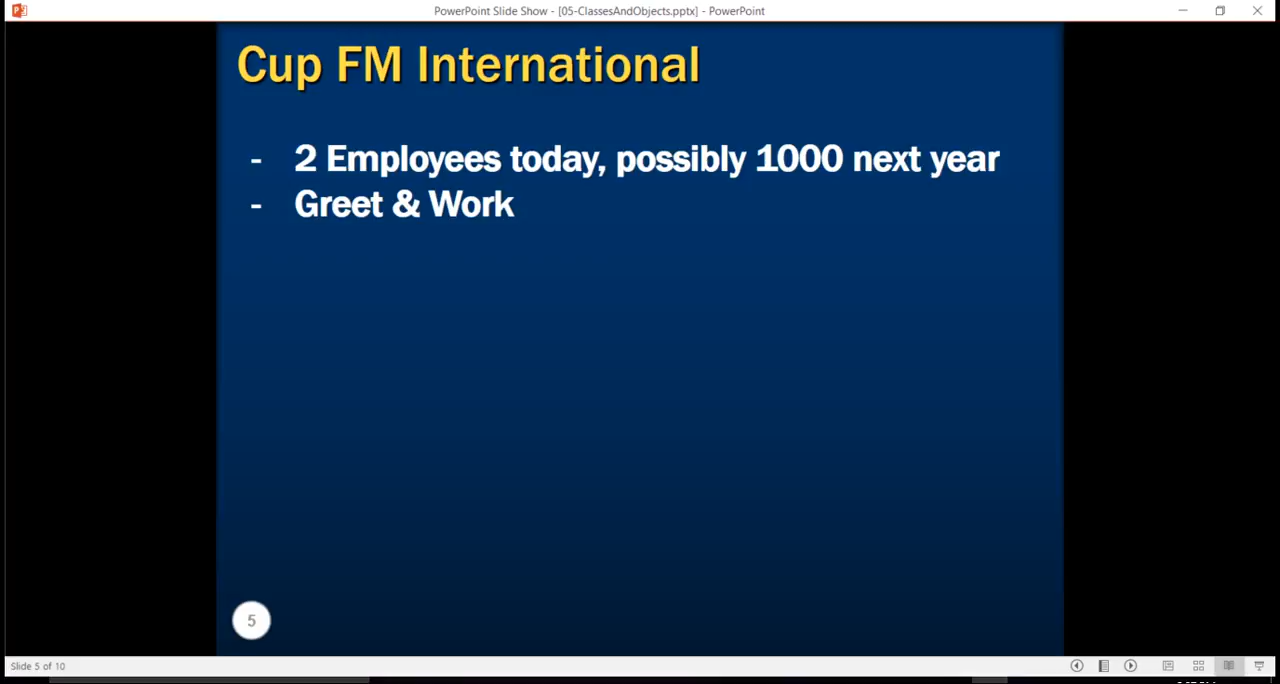 PowerPoint Slide Show - [05-ClassesAndObjects.pptx] - PowerPoint
Cup FM International
- 2 Employees today, possibly 1000 next year
- Greet & Work
5
Slide 5 of 10